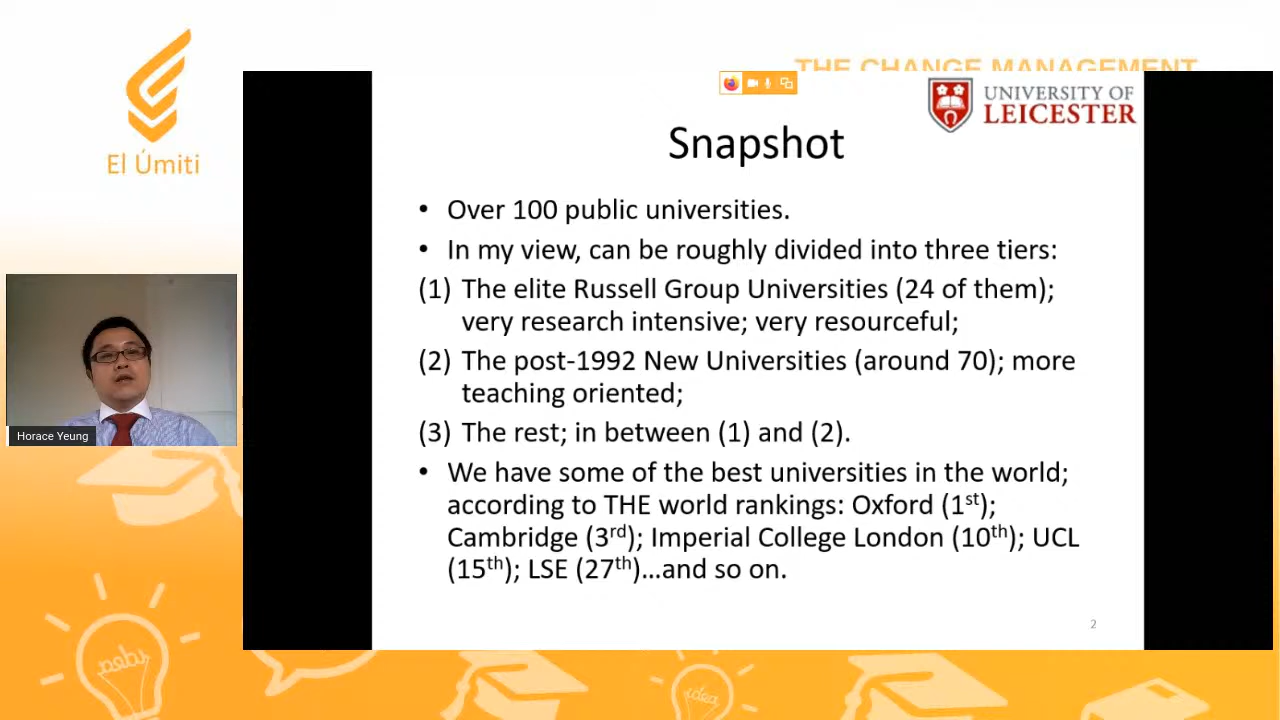 THE CHANGE MANAGEMENT
El Úmiti
UNIVERSITY OF
LEICESTER
Snapshot
• Over 100 public universities.
• In my view, can be roughly divided into three tiers:
(1) The elite Russell Group Universities (24 of them);
very research intensive; very resourceful;
(2) The post-1992 New Universities (around 70); more
teaching oriented;
(3) The rest; in between (1) and (2).
• We have some of the best universities in the world;
according to THE world rankings: Oxford (1st);
Cambridge (3rd); Imperial College London (10th); UCL
(15th); LSE (27th)…and so on.
2
Horace Yeung
idea
idea